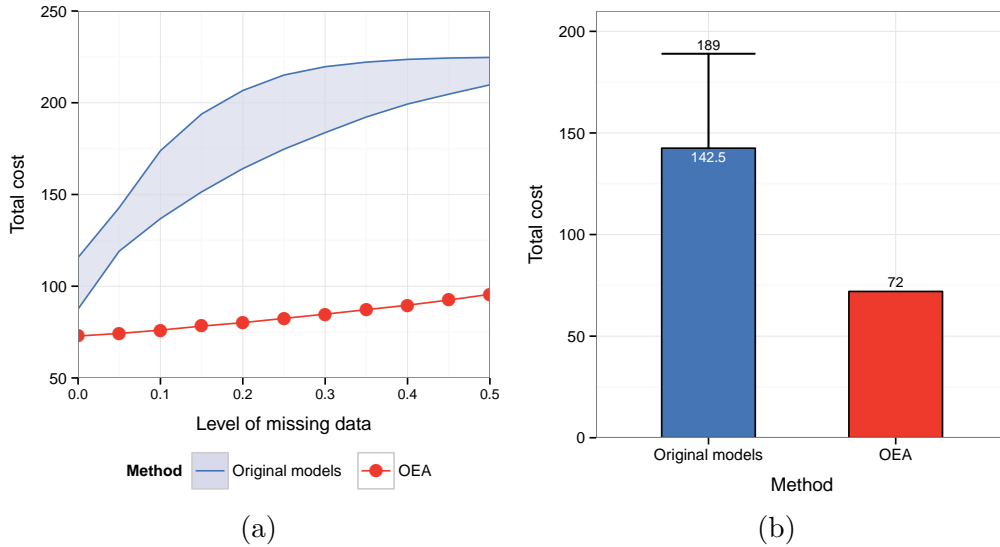 250
200
150
100
50
Total cost
0.0 0.1 0.2 0.3 0.4 0.5
Level of missing data
Method Original models OEA
(a)
200
150
100
50
0
Total cost
189
142.5
72
Original models OEA
Method
(b)